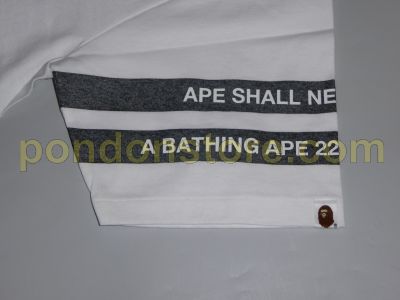 APE SHALL NE
pondonstore.com
A BATHING APE 22